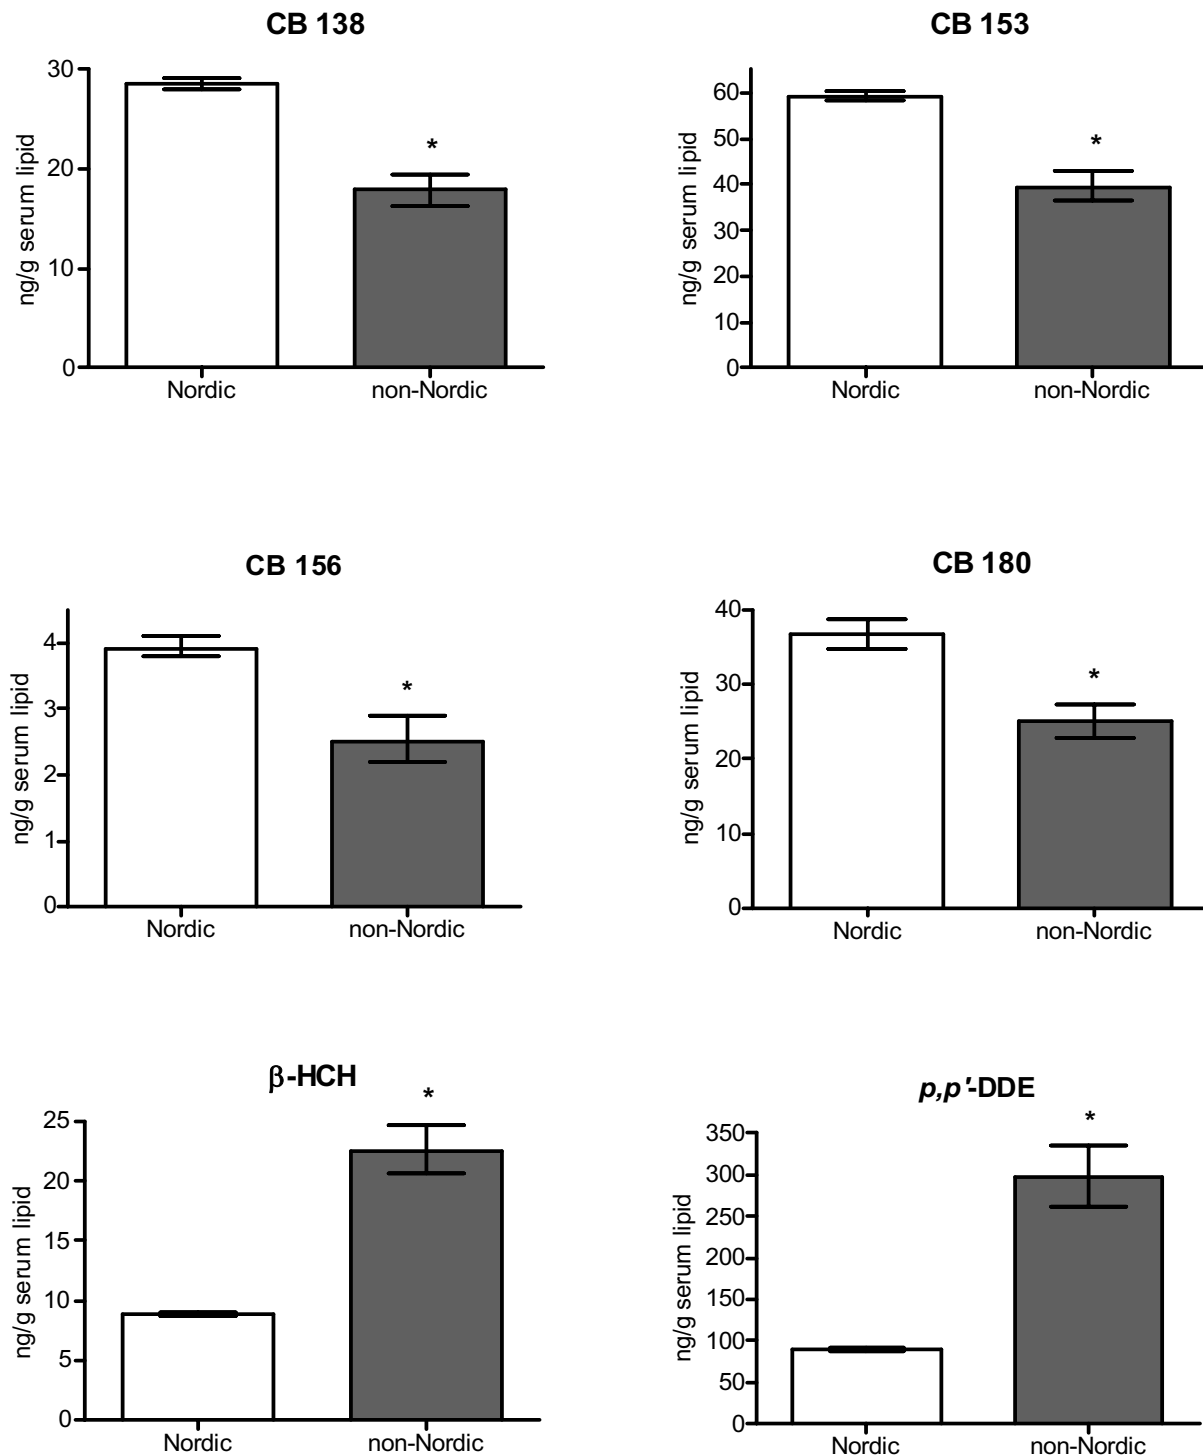 CB 138
ng/g serum lipid
30
20
10
0
Nordic
*
non-Nordic
CB 153
ng/g serum lipid
60
50
40
30
20
10
0
Nordic
*
non-Nordic
CB 156
ng/g serum lipid
4
3
2
1
0
Nordic
*
non-Nordic
CB 180
ng/g serum lipid
40
30
20
10
0
Nordic
*
non-Nordic
β-HCH
ng/g serum lipid
25
20
15
10
5
0
Nordic
*
non-Nordic
p,p'-DDE
ng/g serum lipid
350
300
250
200
150
100
50
0
Nordic
*
non-Nordic